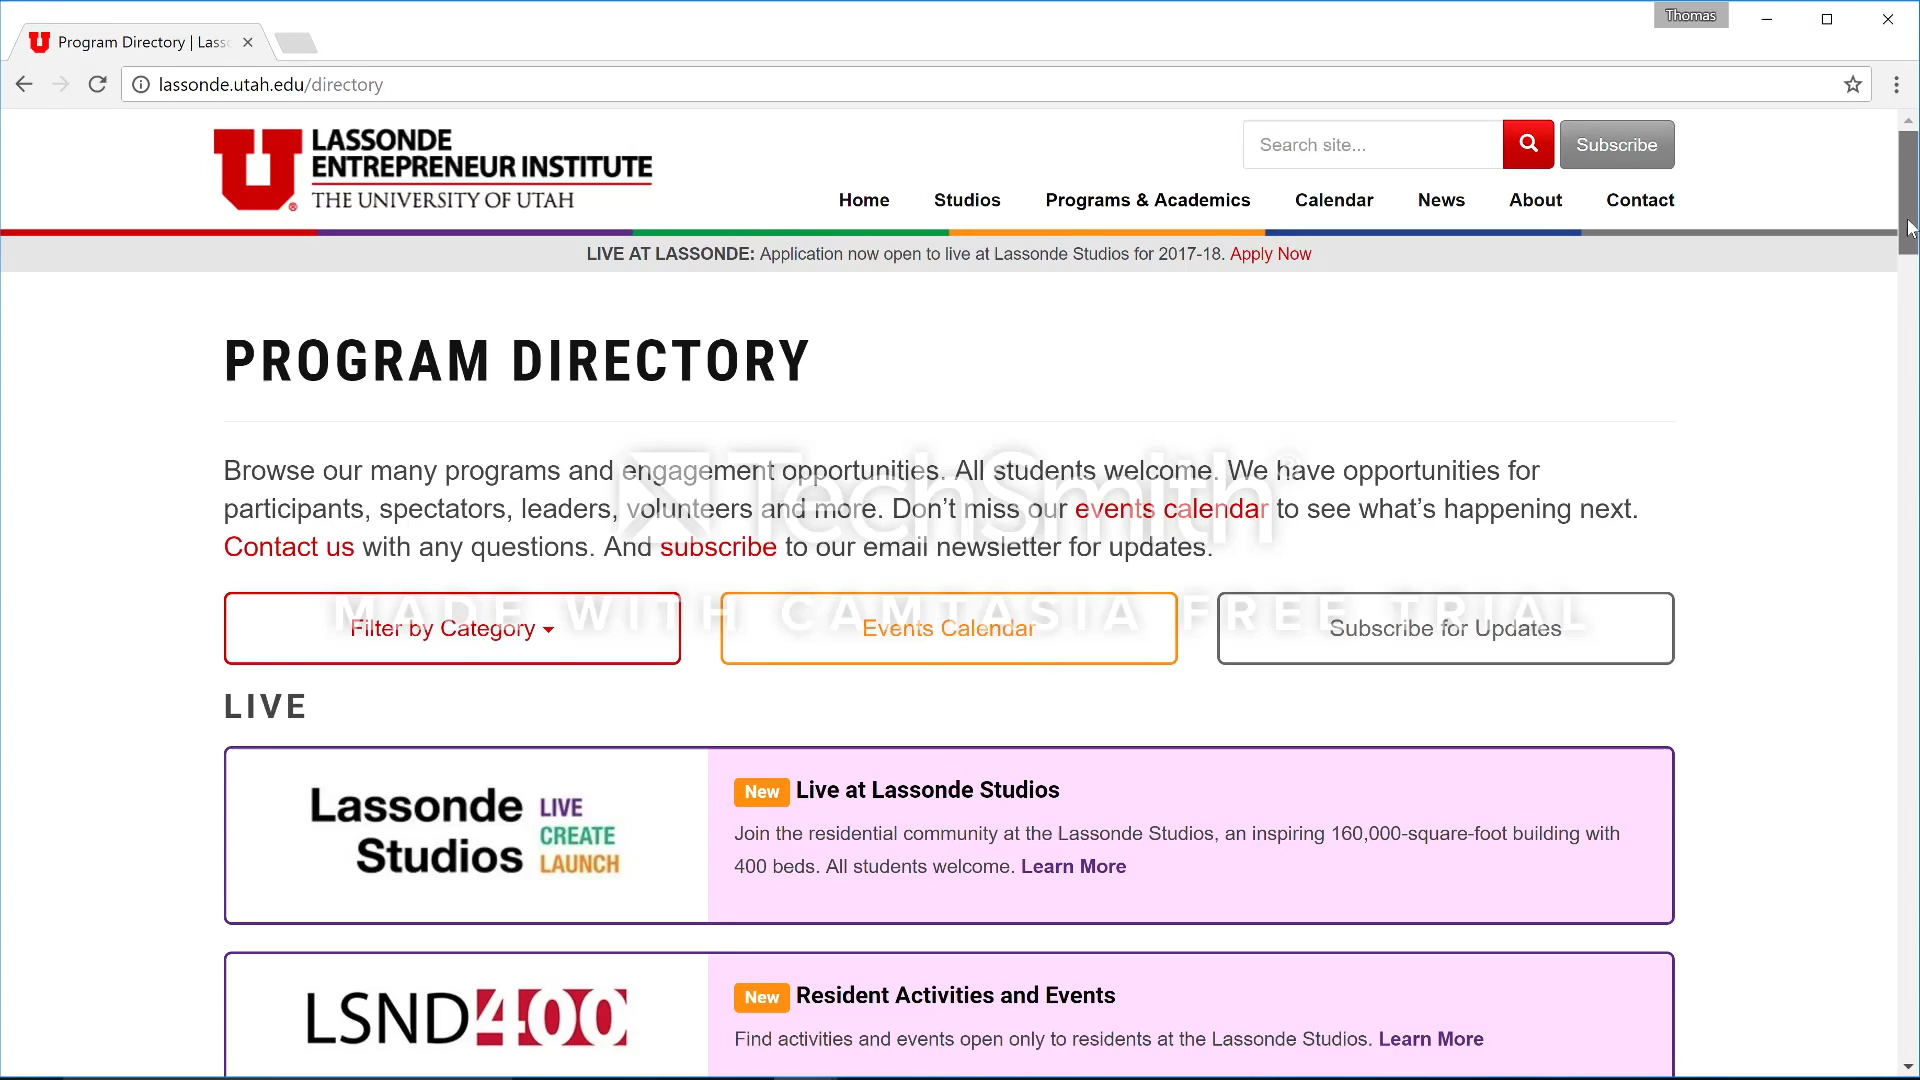 Thomas
Program Directory | Lass
lassonde.utah.edu/directory
U LASSONDE
ENTREPRENEUR INSTITUTE
THE UNIVERSITY OF UTAH
Search site...
Subscribe
Home Studios Programs & Academics Calendar News About Contact
LIVE AT LASSONDE: Application now open to live at Lassonde Studios for 2017-18. Apply Now
PROGRAM DIRECTORY
Browse our many programs and engagement opportunities. All students welcome. We have opportunities for
participants, spectators, leaders, volunteers and more. Don’t miss our events calendar to see what’s happening next.
Contact us with any questions. And subscribe to our email newsletter for updates.
TechSmith
MADE WITH CAMTASIA FREE TRIAL
Filter by Category Events Calendar Subscribe for Updates
LIVE
Lassonde Studios LIVE CREATE LAUNCH
New Live at Lassonde Studios
Join the residential community at the Lassonde Studios, an inspiring 160,000-square-foot building with
400 beds. All students welcome. Learn More
LSND400
New Resident Activities and Events
Find activities and events open only to residents at the Lassonde Studios. Learn More